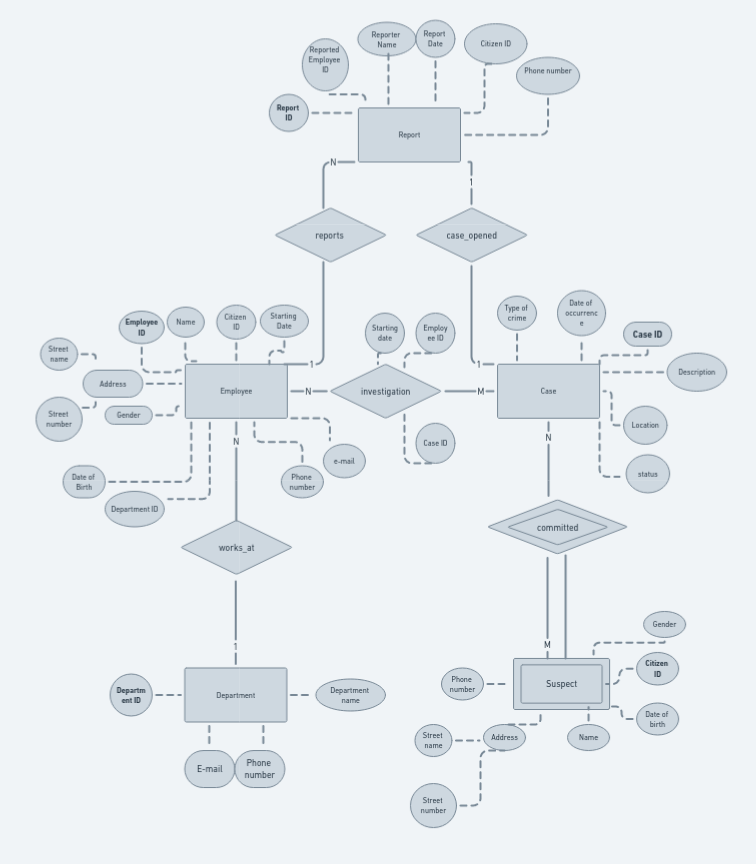 Reported
Employee
ID
Reporter
Name
Report
Date
Citizen ID
Phone number
Report
ID
Report
N
1
reports
case_opened
Employee
ID
Name
Citizen
ID
Starting
Date
Starting
date
Employ
ee ID
Type of
crime
Date of
occurrenc
e
Case ID
Street
name
Address
Gender
Street
number
1
1
Employee
N
investigation
M
Case
Description
Location
status
Case ID
N
N
e-mail
Phone
number
Date of
Birth
Department ID
works_at
committed
1
M
Gender
Citizen
ID
Date of
birth
Phone
number
Suspect
Street
name
Address
Name
Street
number
Departm
ent ID
Department
Department
name
E-mail
Phone
number